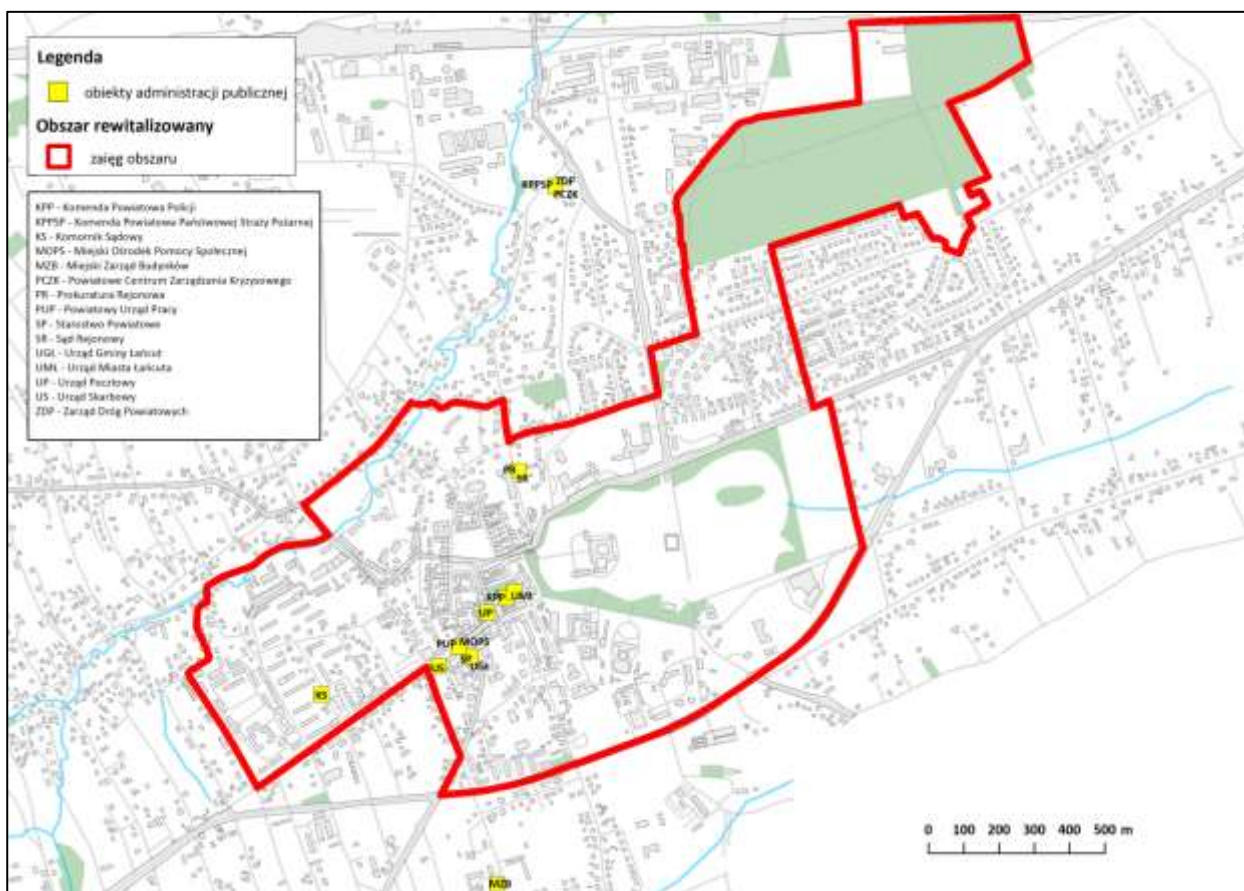 Legenda
obiekty administracji publicznej
Obszar rewitalizowany
zaięg obszaru
KPP - Komenda Powiatowa Policji
KPPSP - Komenda Powiatowa Państwowej Straży Pożarnej
KS - Komornik Sądowy
MOPS - Miejski Ośrodek Pomocy Społecznej
MZB - Miejski Zarząd Budynków
PCZK - Powiatowe Centrum Zarządzania Kryzysowego
PR - Prokuratura Rejonowa
PUP - Powiatowy Urząd Pracy
SP - Starostwo Powiatowe
SR - Sąd Rejonowy
UGŁ - Urząd Gminy Łańcut
UMŁ - Urząd Miasta Łańcuta
UP - Urząd Pocztowy
US - Urząd Skarbowy
ZDP - Zarząd Dróg Powiatowych
KPPSP ZDP
PCZK
PR
SR
KPP UMŁ
UP
PUP MOPS
SP
UGŁ
US
KS
MZB
0 100 200 300 400 500 m